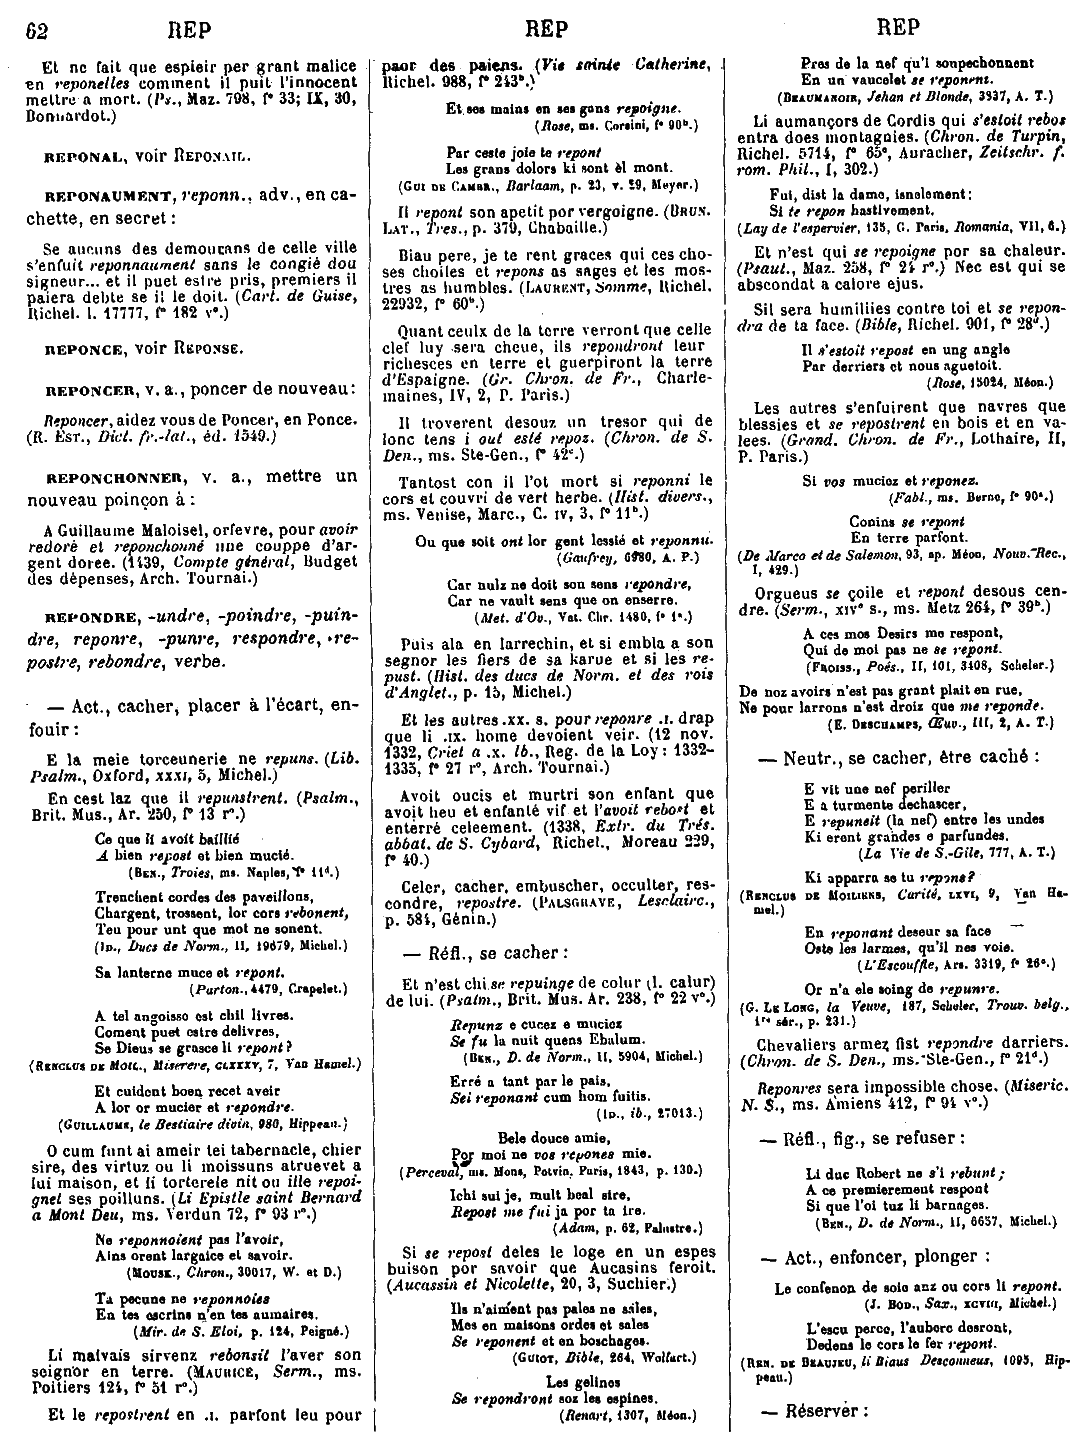 62 REP
REP
REP
Et ne fait que espieir per grant malice
en reponelles comment il puit l'innocent
mettre a mort. (Ps., Maz. 798, f° 33; IX, 30,
Bonnardot.)
REPONAL, voir REPONAIL.
REPONAUMENT, reponn., adv., en ca-
chette, en secret :
Se aucuns des demourans de celle ville
s'enfuit reponnaument sans le congié dou
signeur... et il puet estre pris, premiers il
paiera debte se il le doit. (Cart. de Guise,
Richel. l. 17777, f° 182 v°.)
REPONCE, voir REPONSE.
REPONCER, v. a., poncer de nouveau:
Reponcer, aidez vous de Poncer, en Ponce.
(R. EST., Dict. fr.-lat., éd. 1549.)
REPONCHONNER, v. a., mettre un
nouveau poinçon à :
A Guillaume Maloisel, orfevre, pour avoir
redoré et reponchonné une couppe d'ar-
gent doree. (1439, Compte général, Budget
des dépenses, Arch. Tournai.)
REPONDRE, -undre, -poindre, -puin-
dre, reponre, -punre, respondre, re-
postre, rebondre, verbe.
— Act., cacher, placer à l'écart, en-
fouir :
E la meie torceunerie ne repuns. (Lib.
Psalm., Oxford, XXXI, 5, Michel.)
En cest laz que il repunstrent. (Psalm.,
Brit. Mus., Ar. 250, f° 13 r°.)
Ce que li avoit baillié
A bien repost et bien mucié.
(BEN., Troies, ms. Naples, f° 11d.)
Trenchent cordes des paveillons,
Chargent, trossent, lor cors rebonent,
Teu pour unt que mot ne sonent.
(ID., Ducs de Norm., II, 19679, Michel.)
Sa lanterne muce et repont.
(Parton., 4479, Crapelet.)
A tel angoisse est chil livres.
Coment puet estre delivres,
Se Dieus se grasce li repont?
(RENCLUS DE MOIL., Miserere, CLXXXV, 7, Van Hamel.)
Et cuident boen recet aveir
A lor or mucier et repondre.
(GUILLAUME, le Bestiaire divin, 980, Hippeau.)
O cum funt ai ameir tei tabernacle, chier
sire, des virtuz ou li moissuns atruevet a
lui maison, et li torterele nit ou ille repoi-
gnet ses poilluns. (Li Epistle saint Bernard
a Mont Deu, ms. Verdun 72, f° 93 r°.)
Ne reponnoient pas l'avoir,
Ains orent largaice et savoir.
(MOUSK., Chron., 30017, W. et D.)
Ta pecune ne reponnoies
En tes escrins n'en tes aumaires.
(Mir. de S. Eloi, p. 124, Peigné.)
Li malvais sirvenz rebonsit l'aver son
seignor en terre. (MAURICE, Serm., ms.
Poitiers 124, f° 51 r°.)
Et le repostrent en .I. parfont leu pour
paor des paiens. (Vie sainte Catherine,
Richel. 988, f° 243b.)
Et ses mains en ses gans repoigne.
(Rose, ms. Corsini, f° 90b.)
Par ceste joie te repont
Les grans dolors ki sont el mont.
(GUI DE CAMBR., Barlaam, p. 23, v. 29, Meyer.)
Il repont son apetit por vergoigne. (BRUN.
LAT., Tres., p. 379, Chabaille.)
Biau pere, je te rent graces qui ces cho-
ses choiles et repons as sages et les mos-
tres as humbles. (LAURENT, Somme, Richel.
22932, f° 60b.)
Quant ceulx de la terre verront que celle
clef luy sera cheue, ils repondront leur
richesces en terre et guerpiront la terre
d'Espaigne. (Gr. Chron. de Fr., Charle-
maines, IV, 2, P. Paris.)
Il troverent desouz un tresor qui de
lonc tens i out esté repoz. (Chron. de S.
Den., ms. Ste-Gen., f° 42c.)
Tantost con il l'ot mort si reponni le
cors et couvri de vert herbe. (Hist. divers.,
ms. Venise, Marc., C. IV, 3, f° 11b.)
Ou que soit ont lor gent lessié et reponnu.
(Gaufrey, 6980, A. P.)
Car nulz ne doit son sens repondre,
Car ne vault sens que on enserre.
(Met. d'Ov., Vat. Chr. 1480, f° 1a.)
Puis ala en larrechin, et si embla a son
segnor les fiers de sa karue et si les re-
pust. (Hist. des ducs de Norm. et des rois
d'Anglet., p. 15, Michel.)
Et les autres .XX. s. pour reponre .I. drap
que li .IX. home devoient veir. (12 nov.
1332, Criet a .X. lb., Reg. de la Loy : 1332-
1335, f° 27 r°, Arch. Tournai.)
Avoit oucis et murtri son enfant que
avoit heu et enfanté vif et l'avoit rebost et
enterré celeement. (1338, Extr. du Trés.
abbat. de S. Cybard, Richel., Moreau 229,
f° 40.)
Celer, cacher, embuscher, occulter, res-
condre, repostre. (PALSGRAVE, Lesclairc.,
p. 584, Génin.)
— Réfl., se cacher :
Et n'est chi se repuinge de colur (l. calur)
de lui. (Psalm., Brit. Mus. Ar. 238, f° 22 v°.)
Repunz e cucez e muciez
Se fu la nuit quens Ebalum.
(BEN., D. de Norm., II, 5904, Michel.)
Erré a tant par le pais,
Sei reponant cum hom fuitis.
(ID., ib., 27013.)
Bele douce amie,
Por moi ne vos repones mie.
(Perceval, ms. Mons, Potvin, Paris, 1843, p. 130.)
Ichi sui je, mult beal sire,
Repost me fui ja por ta ire.
(Adam, p. 62, Palustre.)
Si se repost deles le loge en un espes
buison por savoir que Aucasins feroit.
(Aucassin et Nicolette, 20, 3, Suchier.)
Ils n'aiment pas pales ne sales,
Mes en maisons ordes et sales
Se reponent et en boschages.
(GUIOT, Bible, 264, Wolfart.)
Les gelines
Se repondront soz les espines.
(Renart, 1307, Méon.)
Pres de la nef qu'i soupechonnent
En un vaucelet se reponent.
(BEAUMANOIR, Jehan et Blonde, 3937, A. T.)
Li aumançors de Cordis qui s'estoit rebos
entra does montagnies. (Chron. de Turpin,
Richel. 5714, f° 65c, Auracher, Zeitschr. f.
rom. Phil., I, 302.)
Fui, dist la dame, isnelement:
Si te repon hastivement.
(Lay de l'espervier, 135, G. Paris, Romania, VII, 6.)
Et n'est qui se repoigne por sa chaleur.
(Psaut., Maz. 258, f° 24 r°.) Nec est qui se
abscondat a calore ejus.
Sil sera humiliies contre toi et se repon-
dra de ta face. (Bible, Richel. 901, f° 28d.)
Il s'estoit repost en ung angle
Par derriers et nous aguetoit.
(Rose, 15024, Méon.)
Les autres s'enfuirent que navres que
blessies et se repostrent en bois et en va-
lees. (Grand. Chron. de Fr., Lothaire, II,
P. Paris.)
Si vos muciez et reponez.
(Fabl., ms. Berne, f° 90a.)
Conins se repont
En terre parfont.
(De Marco et de Salemon, 93, ap. Méon, Nouv. Rec.,
I, 429.)
Orgueus se çoile et repont desous cen-
dre. (Serm., XIV° s., ms. Metz 264, f° 39b.)
A ces mos Desirs me respont,
Qui de moi pas ne se repont.
(FROISS., Poés., II, 101, 3408, Scheler.)
De noz avoirs n'est pas grant plait en rue,
Ne pour larrons n'est droiz que me reponde.
(E. DESCHAMPS, Œuv., III, 2, A. T.)
— Neutr., se cacher, être caché :
E vit une nef periller
E a turmente dechascer,
E repuneit (la nef) entre les undes
Ki erent grandes e parfundes.
(La Vie de S.-Gile, 777, A. T.)
Ki apparra se tu repons?
(RENCLUS DE MOILIENS, Carité, LXVI, 9, Van Ha-
mel.)
En reponant deseur sa face
Oste les larmes, qu'il nes voie.
(L'Escouffle, Ars. 3319, f° 26a.)
Or n'a ele soing de repunre.
(G. LE LONG, la Veuve, 187, Scheler, Trouv. belg.,
1re sér., p. 231.)
Chevaliers armez fist repondre darriers.
(Chron. de S. Den., ms. Ste-Gen., f° 21d.)
Reponres sera impossible chose. (Miseric.
N. S., ms. Amiens 412, f° 94 v°.)
— Réfl., fig., se refuser :
Li duc Robert ne s'i rebunt ;
A ce premierement respont
Si que l'oi tuz li barnages.
(BEN., D. de Norm., II, 6657, Michel.)
— Act., enfoncer, plonger :
Le confenon de soie anz ou cors li repont.
(J. BOD., Sax., XCVIII, Michel.)
L'escu perce, l'auberc desront,
Dedens le cors le fer repont.
(REN. DE BEAUJEU, li Biaus Desconneus, 1095, Hip-
peau.)
— Réserver :